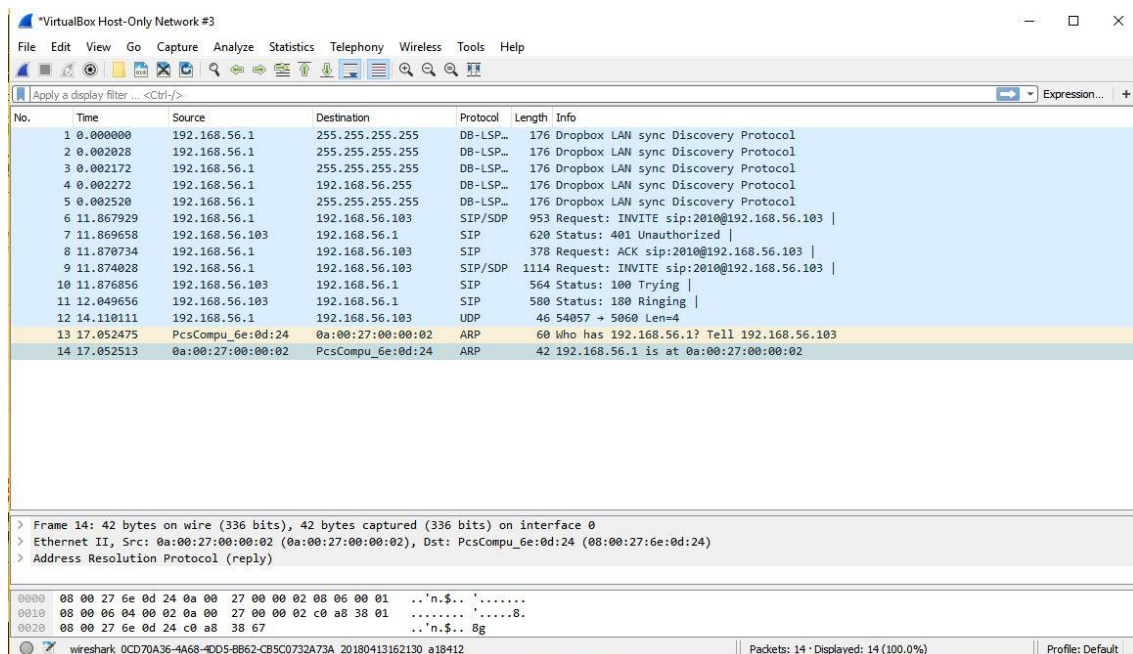 *VirtualBox Host-Only Network #3
File Edit View Go Capture Analyze Statistics Telephony Wireless Tools Help
Apply a display filter ... <Ctrl-/> Expression... +
No. Time Source Destination Protocol Length Info
1 0.000000 192.168.56.1 255.255.255.255 DB-LSP… 176 Dropbox LAN sync Discovery Protocol
2 0.002028 192.168.56.1 255.255.255.255 DB-LSP… 176 Dropbox LAN sync Discovery Protocol
3 0.002172 192.168.56.1 255.255.255.255 DB-LSP… 176 Dropbox LAN sync Discovery Protocol
4 0.002272 192.168.56.1 192.168.56.255 DB-LSP… 176 Dropbox LAN sync Discovery Protocol
5 0.002520 192.168.56.1 255.255.255.255 DB-LSP… 176 Dropbox LAN sync Discovery Protocol
6 11.867929 192.168.56.1 192.168.56.103 SIP/SDP 953 Request: INVITE sip:2010@192.168.56.103 |
7 11.869658 192.168.56.103 192.168.56.1 SIP 620 Status: 401 Unauthorized |
8 11.870734 192.168.56.1 192.168.56.103 SIP 378 Request: ACK sip:2010@192.168.56.103 |
9 11.874028 192.168.56.1 192.168.56.103 SIP/SDP 1114 Request: INVITE sip:2010@192.168.56.103 |
10 11.876856 192.168.56.103 192.168.56.1 SIP 564 Status: 100 Trying |
11 12.049656 192.168.56.103 192.168.56.1 SIP 580 Status: 180 Ringing |
12 14.110111 192.168.56.1 192.168.56.103 UDP 46 54057 → 5060 Len=4
13 17.052475 PcsCompu_6e:0d:24 0a:00:27:00:00:02 ARP 60 Who has 192.168.56.1? Tell 192.168.56.103
14 17.052513 0a:00:27:00:00:02 PcsCompu_6e:0d:24 ARP 42 192.168.56.1 is at 0a:00:27:00:00:02
> Frame 14: 42 bytes on wire (336 bits), 42 bytes captured (336 bits) on interface 0
> Ethernet II, Src: 0a:00:27:00:00:02 (0a:00:27:00:00:02), Dst: PcsCompu_6e:0d:24 (08:00:27:6e:0d:24)
> Address Resolution Protocol (reply)
0000 08 00 27 6e 0d 24 0a 00 27 00 00 02 08 06 00 01 ..'n.$.. '.......
0010 08 00 06 04 00 02 0a 00 27 00 00 02 c0 a8 38 01 ........ '.....8.
0020 08 00 27 6e 0d 24 c0 a8 38 67 ..'n.$.. 8g
wireshark_0CD70A36-4A68-4DD5-BB62-CB5C0732A73A_20180413162130_a18412 Packets: 14 · Displayed: 14 (100.0%) Profile: Default